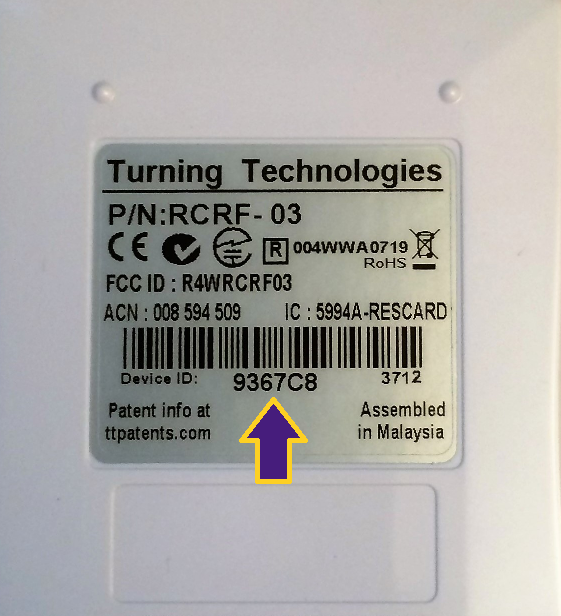 Turning Technologies
P/N:RCRF-03
CE R 004WWA0719
RoHS
FCC ID : R4WRCRF03
ACN : 008 594 509 IC : 5994A-RESCARD
Device ID: 9367C8 3712
Patent info at Assembled
ttpatents.com in Malaysia